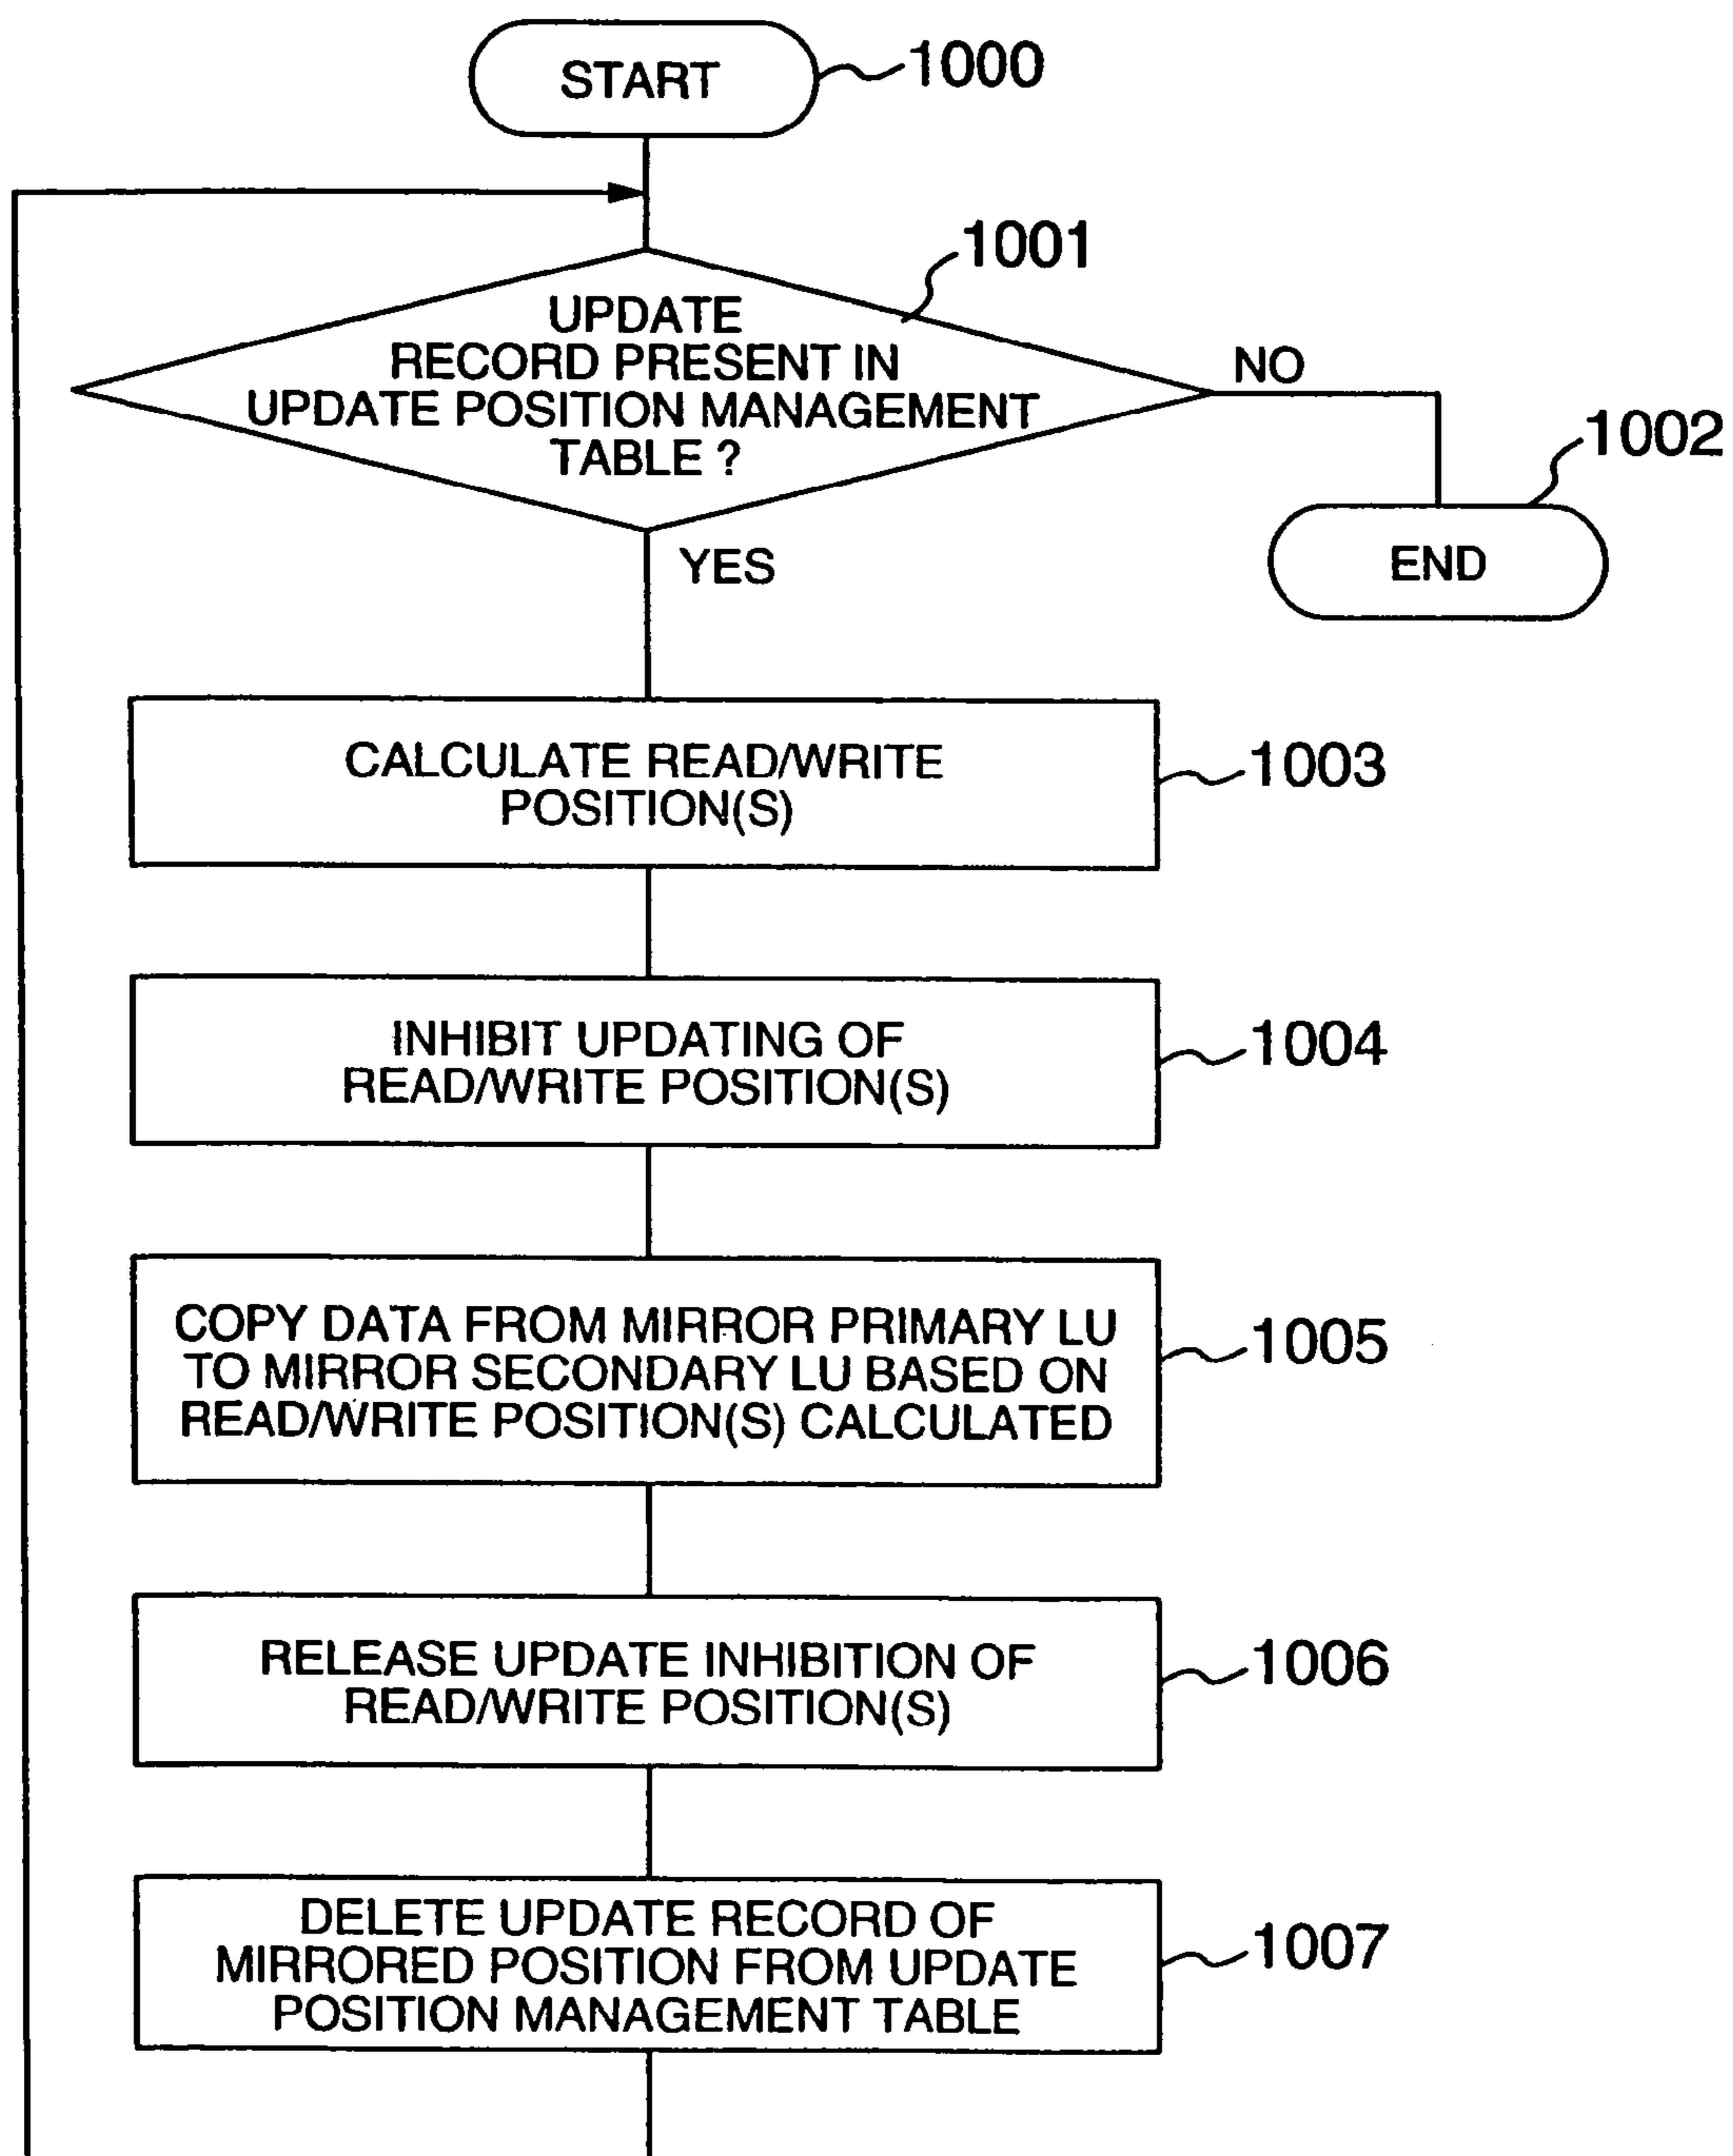 START
1000
1001
UPDATE
RECORD PRESENT IN
UPDATE POSITION MANAGEMENT
TABLE ?
NO
1002
END
YES
CALCULATE READ/WRITE
POSITION(S)
1003
INHIBIT UPDATING OF
READ/WRITE POSITION(S)
1004
COPY DATA FROM MIRROR PRIMARY LU
TO MIRROR SECONDARY LU BASED ON
READ/WRITE POSITION(S) CALCULATED
1005
RELEASE UPDATE INHIBITION OF
READ/WRITE POSITION(S)
1006
DELETE UPDATE RECORD OF
MIRRORED POSITION FROM UPDATE
POSITION MANAGEMENT TABLE
1007